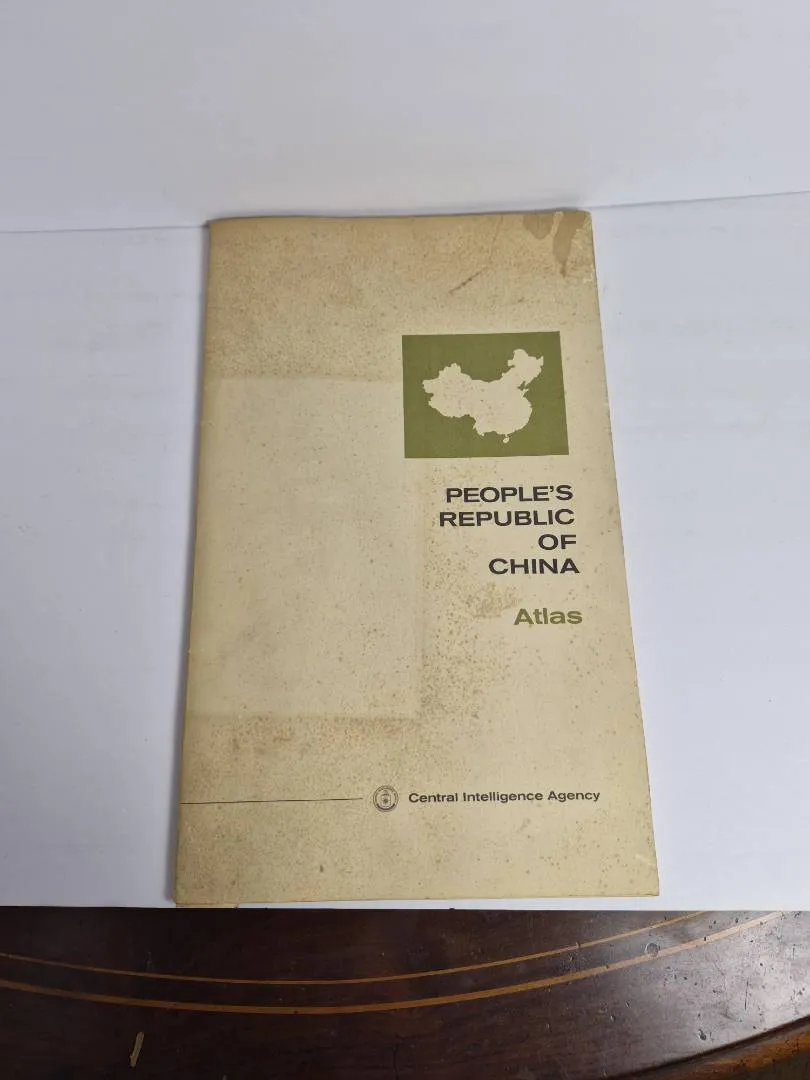 PEOPLE'S
REPUBLIC
OF
CHINA
Atlas
Central Intelligence Agency